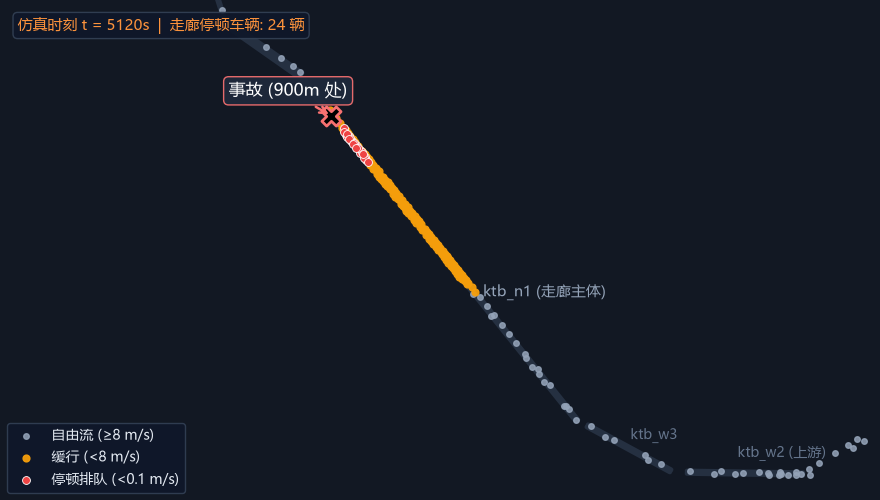 仿真时刻 t = 5120s | 走廊停顿车辆: 24 辆
事故 (900m 处)
ktb_n1 (走廊主体)
ktb_w3
ktb_w2 (上游)
自由流 (≥8 m/s)
缓行 (<8 m/s)
停顿排队 (<0.1 m/s)